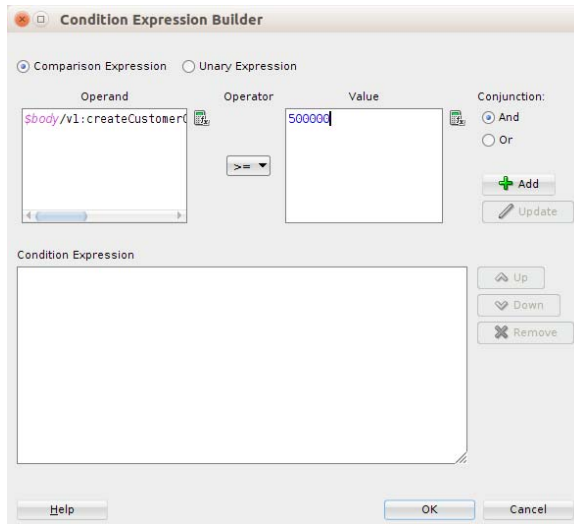 Condition Expression Builder
Comparison Expression Unary Expression
Operand Operator Value Conjunction:
$body/v1:createCustomer >= 500000 And
Or
Add
Update
Condition Expression
Up
Down
Remove
Help OK Cancel